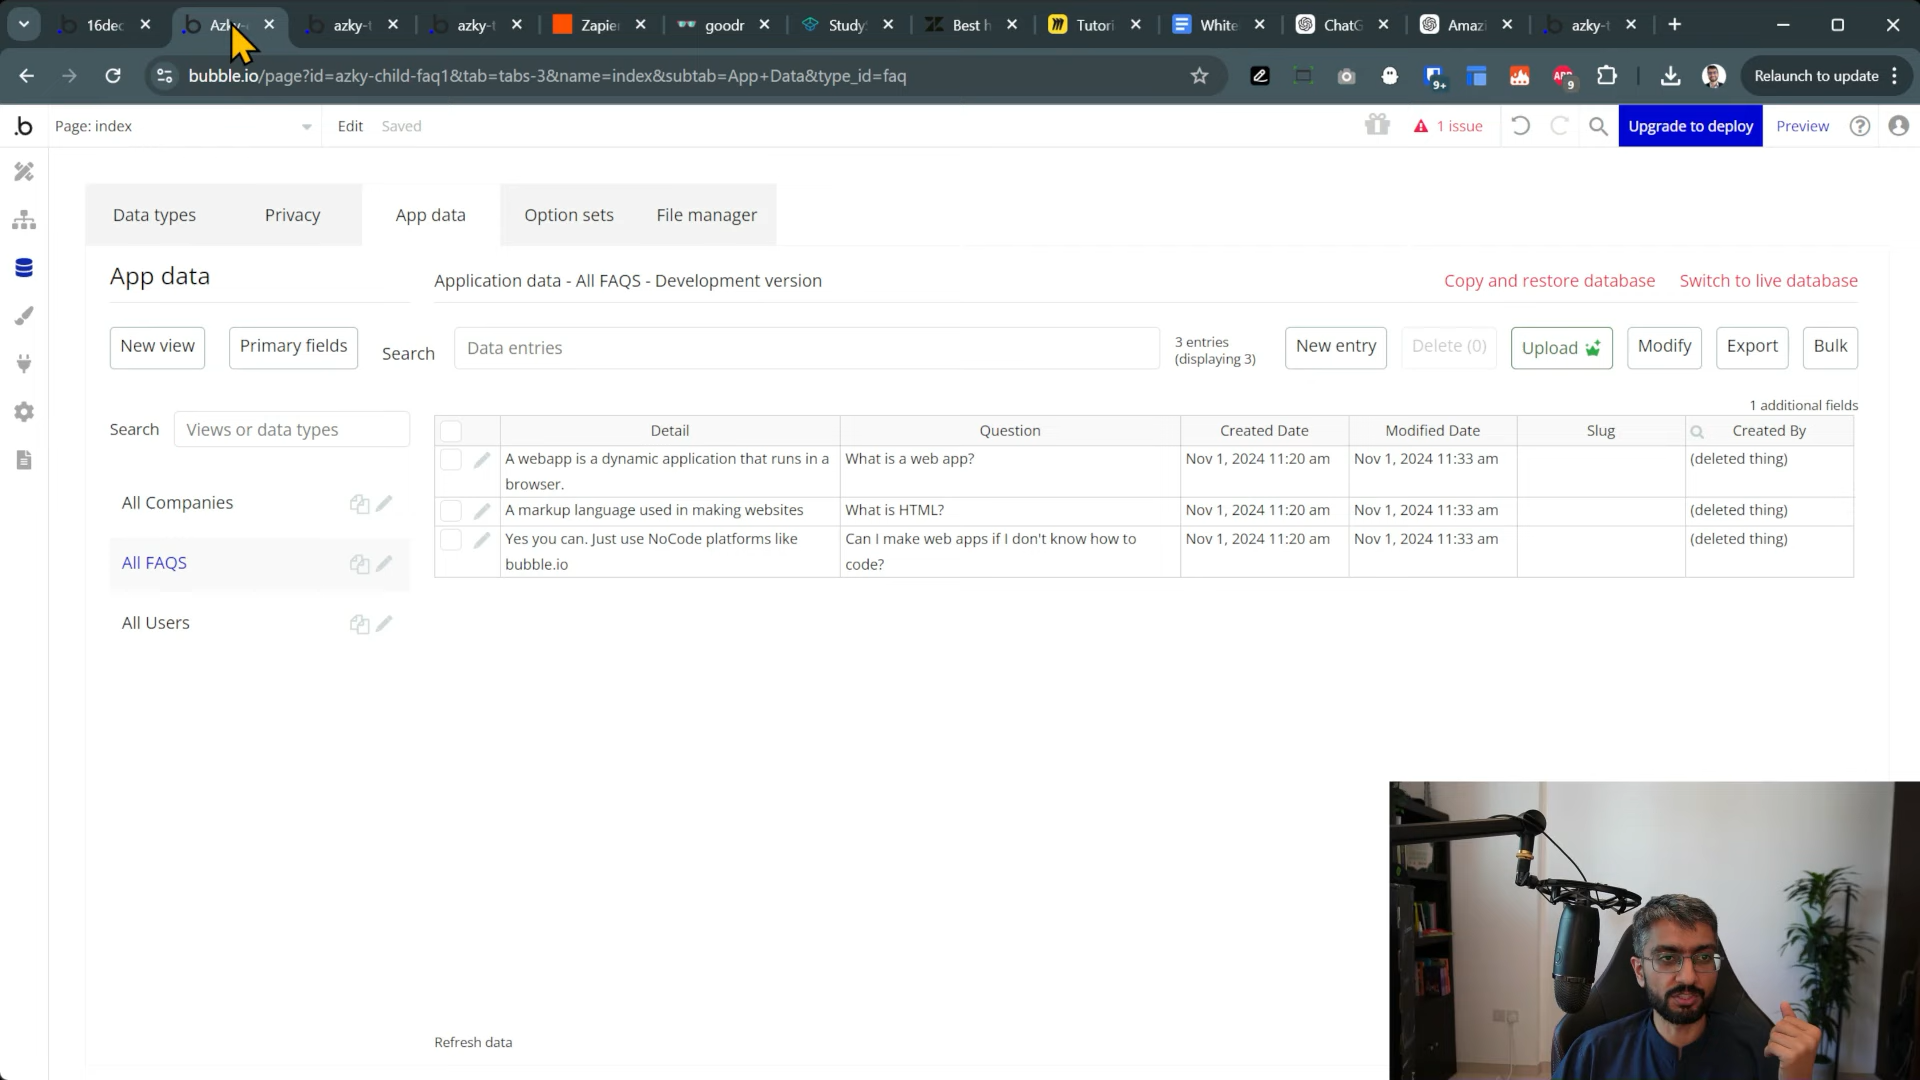 16dec
Azky-
azky-t
azky-t
Zapie
goodr
Study
Best h
Tutori
White
ChatG
Amazi
azky-t
bubble.io/page?id=azky-child-faq1&tab=tabs-3&name=index&subtab=App+Data&type_id=faq
9+
ABP
9
Relaunch to update
Page: index
Edit
Saved
1 issue
Upgrade to deploy
Preview
Data types
Privacy
App data
Option sets
File manager
App data
Application data - All FAQS - Development version
Copy and restore database
Switch to live database
New view
Primary fields
Search
Data entries
3 entries
(displaying 3)
New entry
Delete (0)
Upload
Modify
Export
Bulk
1 additional fields
Search
Views or data types
All Companies
All FAQS
All Users
Detail
Question
Created Date
Modified Date
Slug
Created By
A webapp is a dynamic application that runs in a
browser.
What is a web app?
Nov 1, 2024 11:20 am
Nov 1, 2024 11:33 am
(deleted thing)
A markup language used in making websites
What is HTML?
Nov 1, 2024 11:20 am
Nov 1, 2024 11:33 am
(deleted thing)
Yes you can. Just use NoCode platforms like
bubble.io
Can I make web apps if I don't know how to
code?
Nov 1, 2024 11:20 am
Nov 1, 2024 11:33 am
(deleted thing)
Refresh data